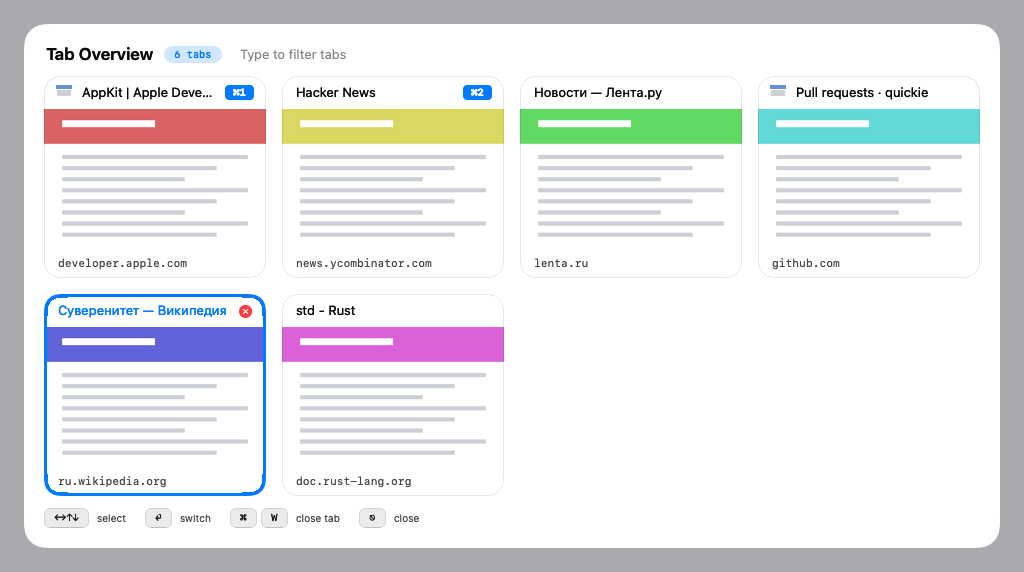 Tab Overview 6 tabs Type to filter tabs
AppKit | Apple Deve... ⌘1
Hacker News ⌘2
Новости — Лента.ру
Pull requests · quickie
developer.apple.com
news.ycombinator.com
lenta.ru
github.com
Суверенитет — Википедия
std - Rust
ru.wikipedia.org
doc.rust-lang.org
↔↑↓ select ↲ switch ⌘ W close tab ⎋ close